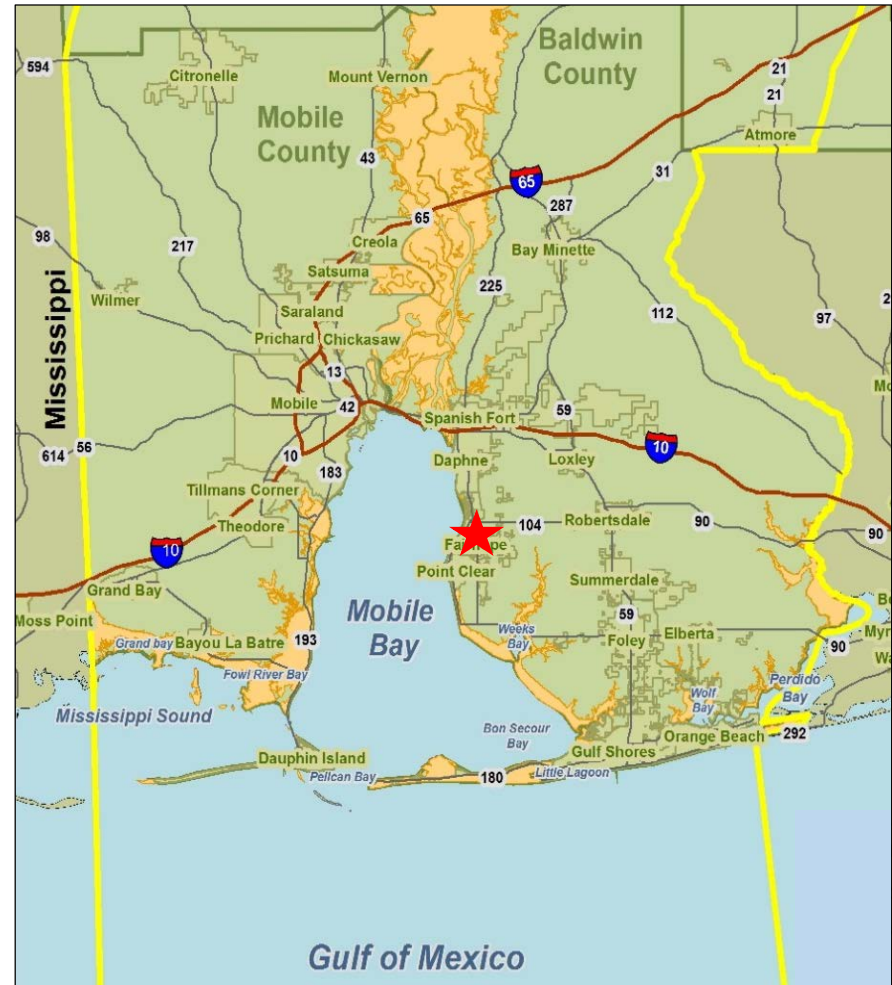 594
Citronelle
Mount Vernon
Baldwin
County
21
21
Atmore
Mobile
County
43
31
65
287
65
Creola
Bay Minette
98
217
Satsuma
225
Wilmer
Saraland
112
97
2
Mississippi
Prichard
Chickasaw
13
Mobile
42
Spanish Fort
59
614
56
10
183
Daphne
Loxley
10
Tillmans Corner
Theodore
104
Robertsdale
90
90
10
Point Clear
Grand Bay
Summerdale
Moss Point
Mobile
Bay
59
Weeks
Bay
Foley
Elberta
Grand bay
Bayou La Batre
193
90
Fowl River Bay
Wolf
Bay
Perdido
Bay
Mississippi Sound
Bon Secour
Bay
Orange Beach
292
Dauphin Island
Gulf Shores
Pelican Bay
180
Little Lagoon
Gulf of Mexico